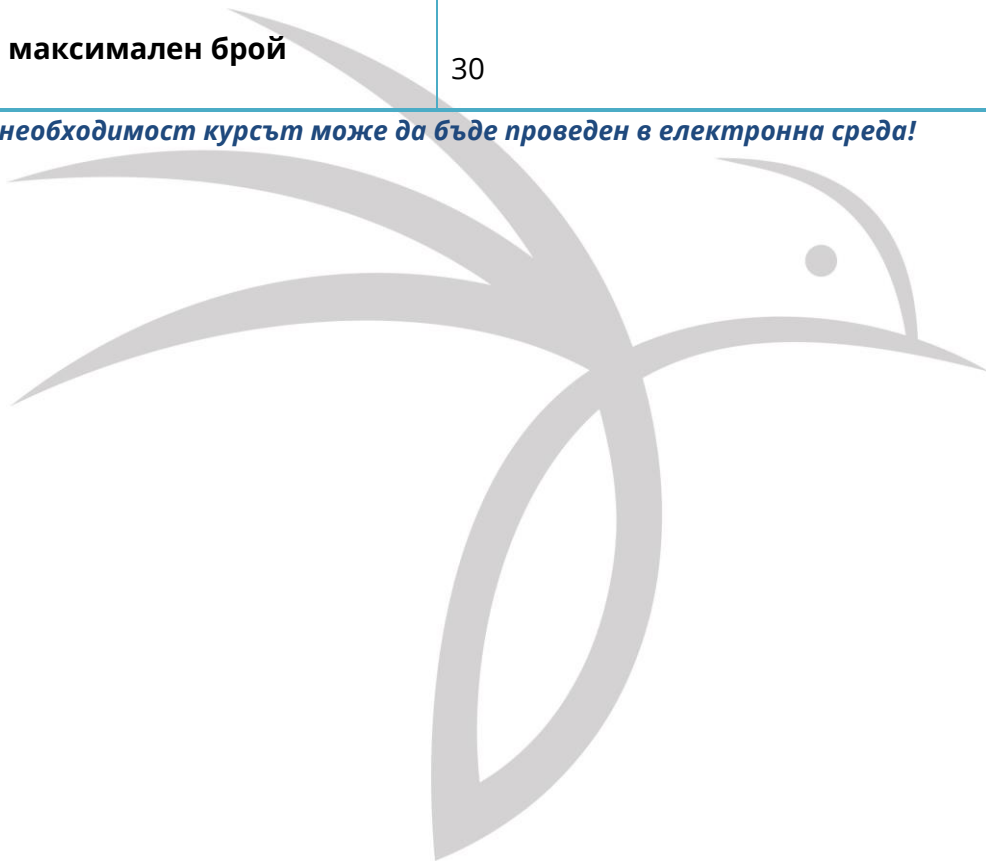 максимален брой
30
необходимост курсът може да бъде проведен в електронна среда!